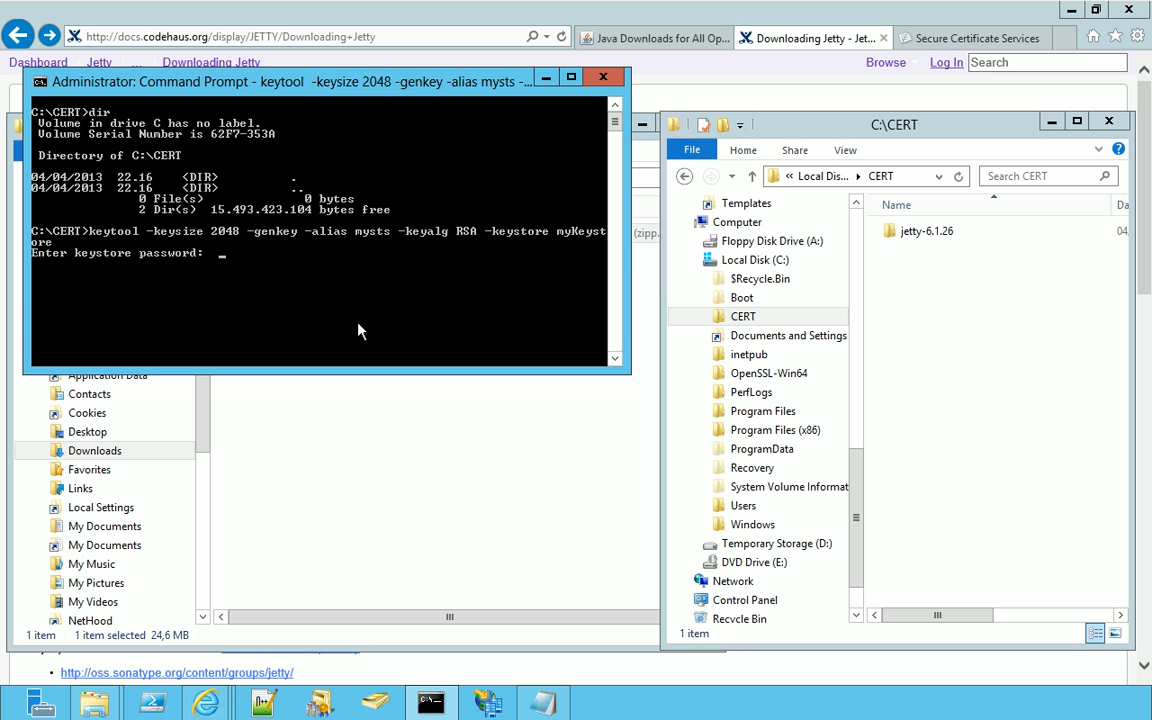 http://docs.codehaus.org/display/JETTY/Downloading+Jetty
Java Downloads for All Op...
Downloading Jetty - Jet...
Secure Certificate Services
Dashboard
Jetty
...
Downloading Jetty
Browse
Log In
Search
Administrator: Command Prompt - keytool -keysize 2048 -genkey -alias mysts -...
C:\CERT>dir
Volume in drive C has no label.
Volume Serial Number is 62F7-353A
Directory of C:\CERT
04/04/2013 22.16 <DIR> .
04/04/2013 22.16 <DIR> ..
0 File(s) 0 bytes
2 Dir(s) 15.493.423.104 bytes free
C:\CERT>keytool -keysize 2048 -genkey -alias mysts -keyalg RSA -keystore myKeyst
ore
Enter keystore password: _
(zipp.
Application Data
Contacts
Cookies
Desktop
Downloads
Favorites
Links
Local Settings
My Documents
My Documents
My Music
My Pictures
My Videos
NetHood
1 item
1 item selected 24,6 MB
C:\CERT
File
Home
Share
View
« Local Dis... ▸ CERT
Search CERT
Templates
Computer
Floppy Disk Drive (A:)
Local Disk (C:)
$Recycle.Bin
Boot
CERT
Documents and Settings
inetpub
OpenSSL-Win64
PerfLogs
Program Files
Program Files (x86)
ProgramData
Recovery
System Volume Informat
Users
Windows
Temporary Storage (D:)
DVD Drive (E:)
Network
Control Panel
Recycle Bin
Name
Da
jetty-6.1.26
04,
1 item
http://oss.sonatype.org/content/groups/jetty/